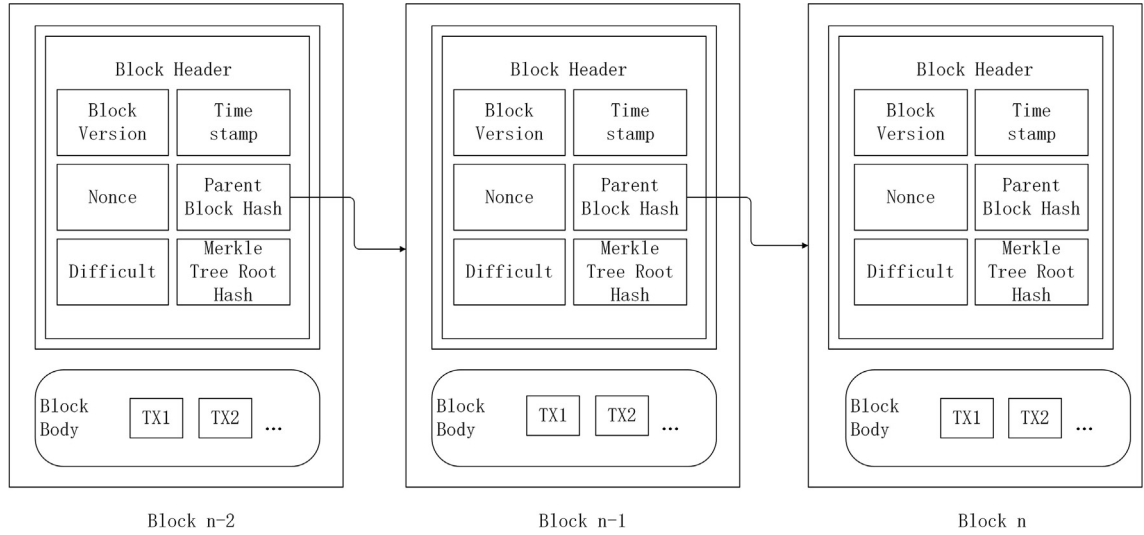 Block Header
Block
Version
Time
stamp
Nonce
Parent
Block Hash
Difficult
Merkle
Tree Root
Hash
Block
Body
TX1
TX2
...
Block n-2
Block Header
Block
Version
Time
stamp
Nonce
Parent
Block Hash
Difficult
Merkle
Tree Root
Hash
Block
Body
TX1
TX2
...
Block n-1
Block Header
Block
Version
Time
stamp
Nonce
Parent
Block Hash
Difficult
Merkle
Tree Root
Hash
Block
Body
TX1
TX2
...
Block n